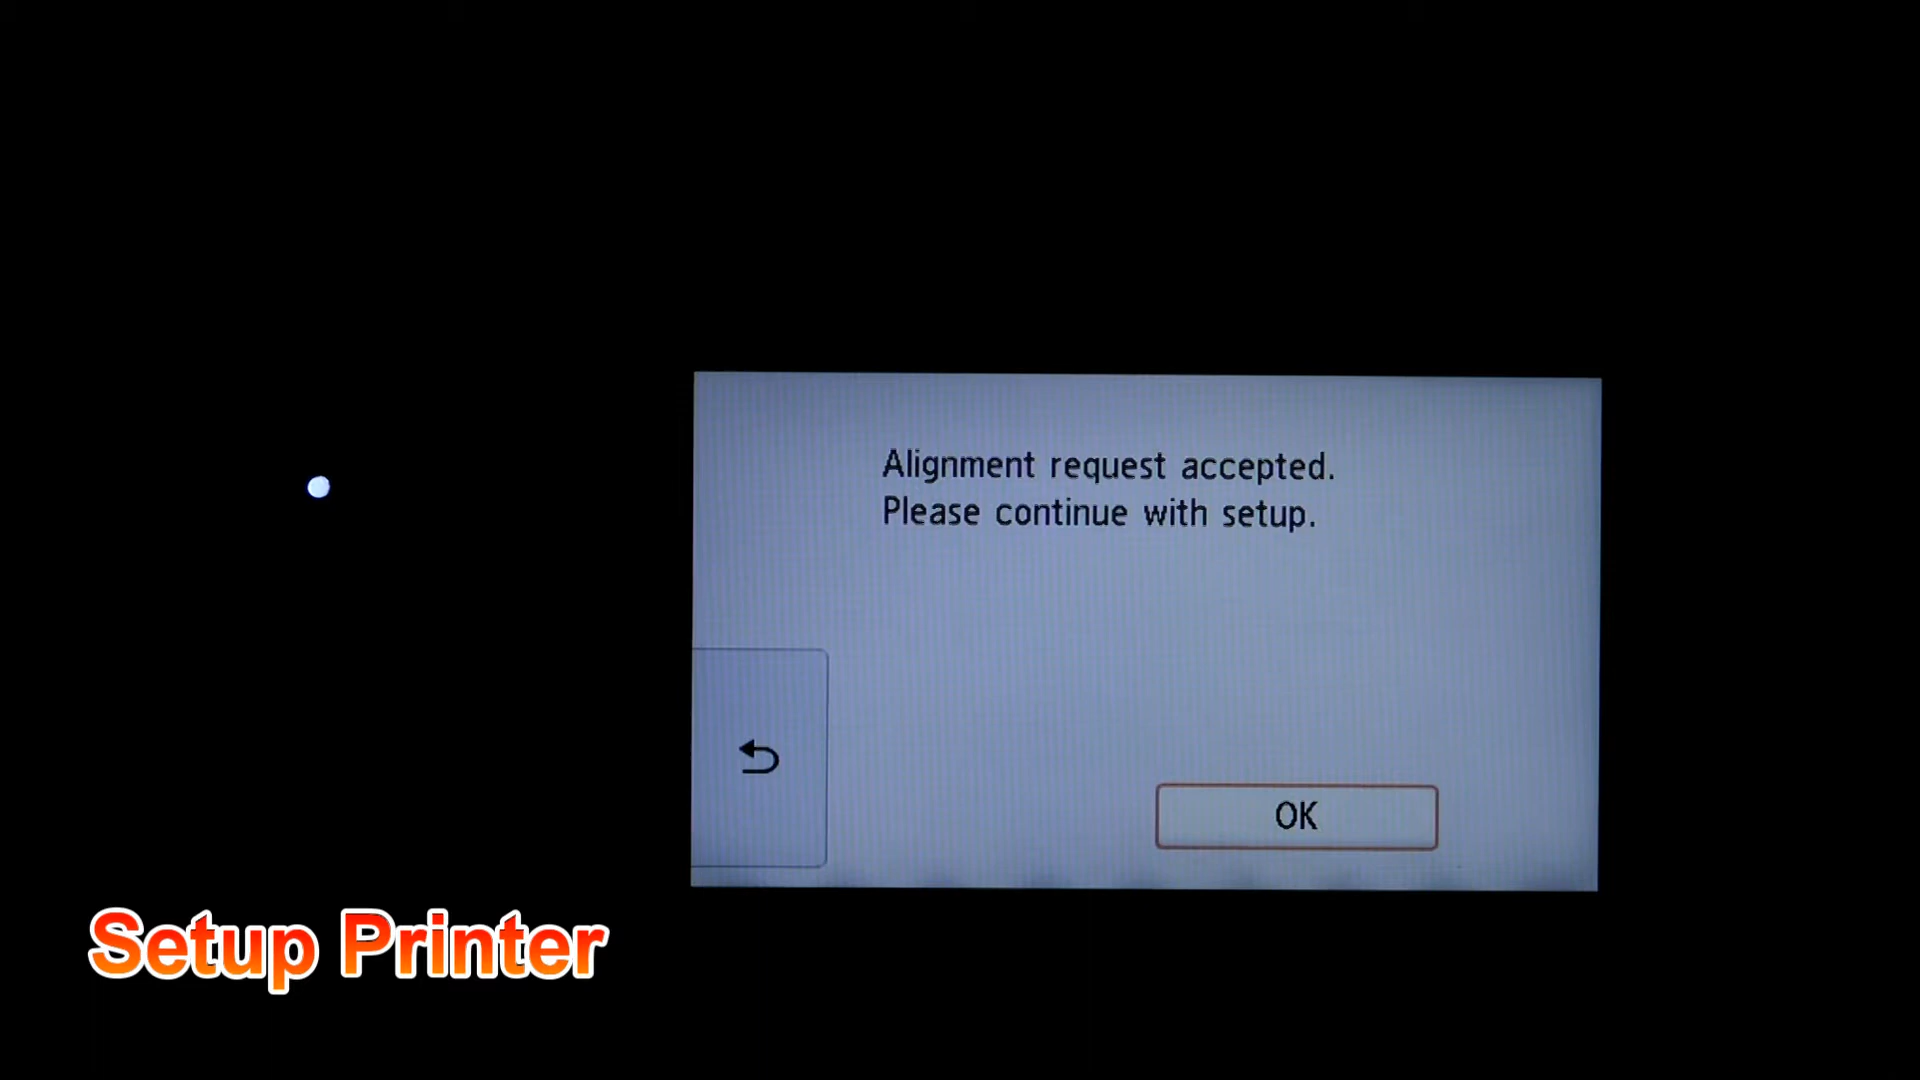 Alignment request accepted.
Please continue with setup.
OK
Setup Printer